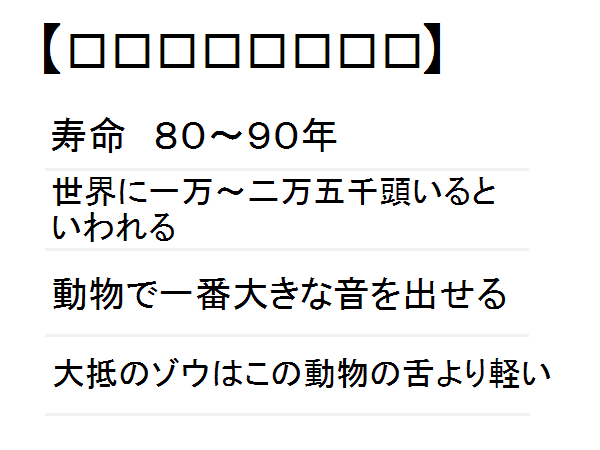 【□□□□□□□□】
寿命　８０～９０年
世界に一万～二万五千頭いると
いわれる
動物で一番大きな音を出せる
大抵のゾウはこの動物の舌より軽い